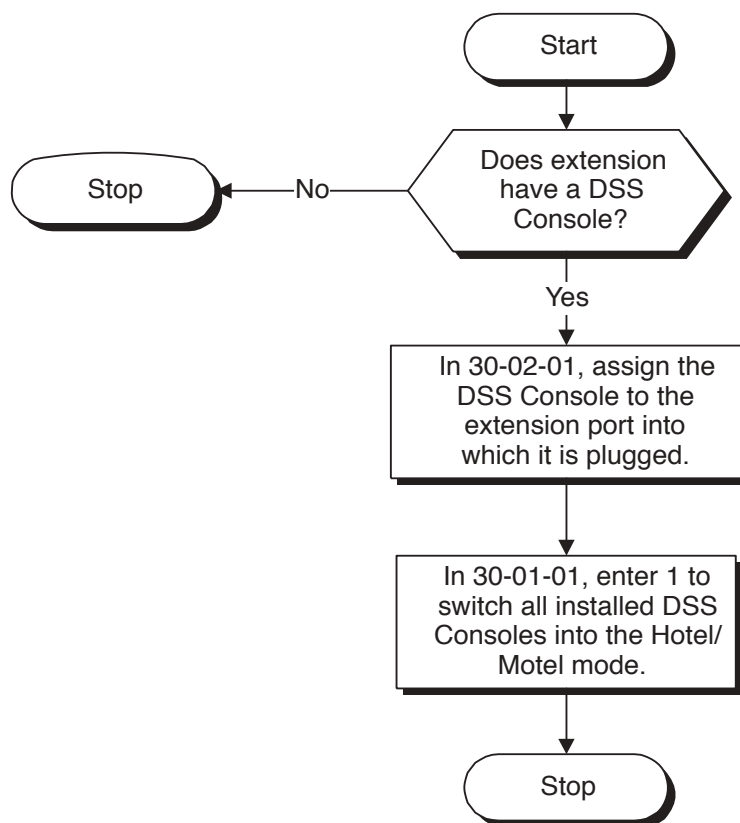 Start
Does extension
have a DSS
Console?
No
Stop
Yes
In 30-02-01, assign the
DSS Console to the
extension port into
which it is plugged.
In 30-01-01, enter 1 to
switch all installed DSS
Consoles into the Hotel/
Motel mode.
Stop